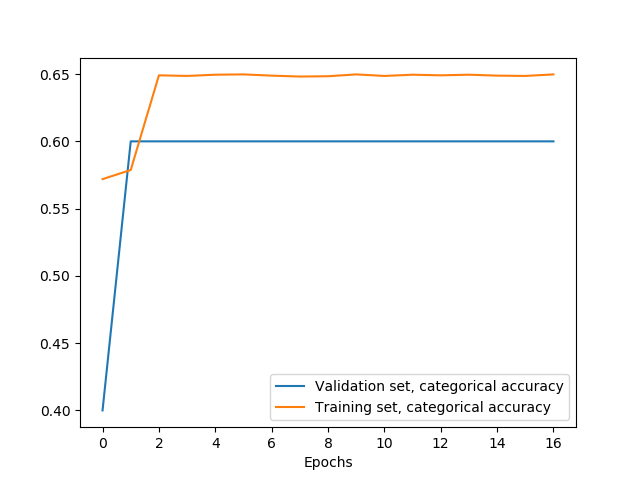 0.65
0.60
0.55
0.50
0.45
0.40
Validation set, categorical accuracy
Training set, categorical accuracy
0 2 4 6 8 10 12 14 16
Epochs